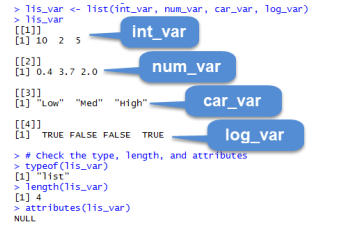 > lis_var <- list(int_var, num_var, car_var, log_var)
> lis_var
[[1]]
[1] 10  2  5
int_var
[[2]]
[1] 0.4 3.7 2.0
num_var
[[3]]
[1] "Low"  "Med"  "High"
car_var
[[4]]
[1]  TRUE FALSE FALSE  TRUE
log_var
> # Check the type, length, and attributes
> typeof(lis_var)
[1] "list"
> length(lis_var)
[1] 4
> attributes(lis_var)
NULL